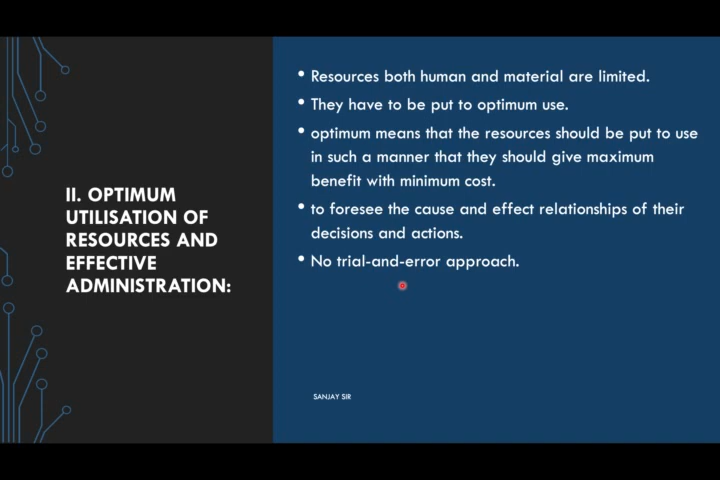 II. OPTIMUM
UTILISATION OF
RESOURCES AND
EFFECTIVE
ADMINISTRATION:
• Resources both human and material are limited.
• They have to be put to optimum use.
• optimum means that the resources should be put to use
in such a manner that they should give maximum
benefit with minimum cost.
• to foresee the cause and effect relationships of their
decisions and actions.
• No trial-and-error approach.
SANJAY SIR